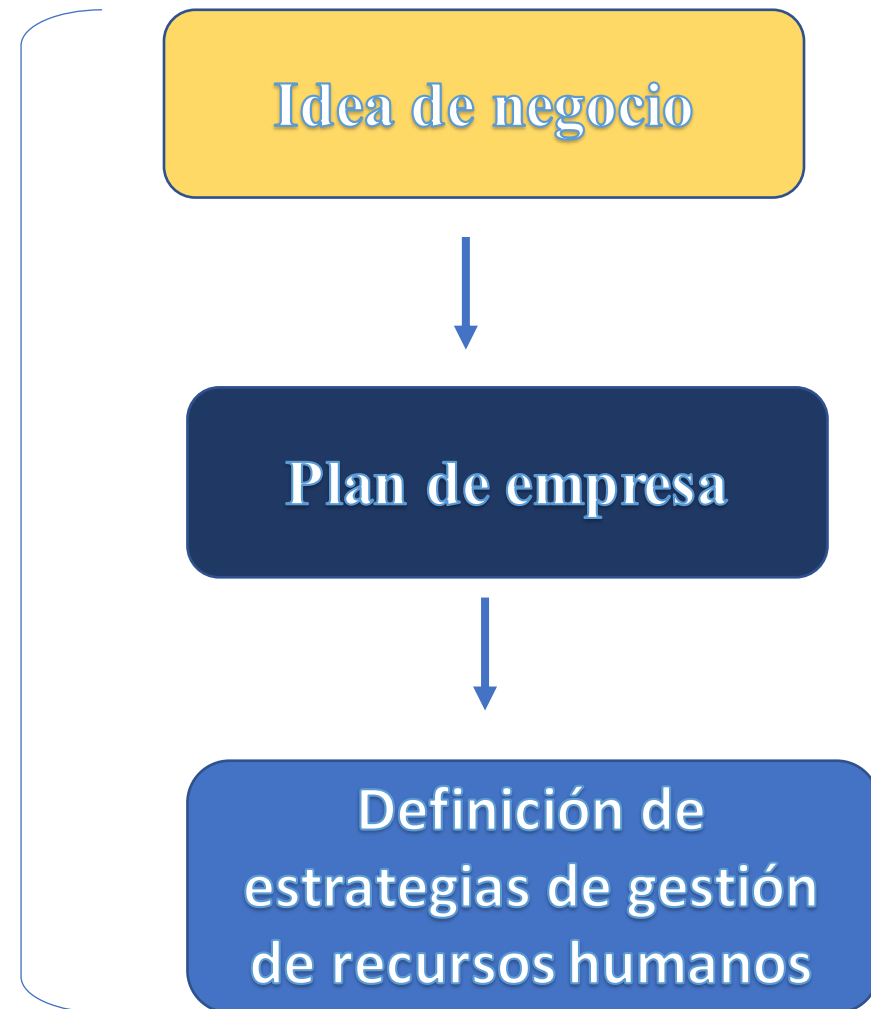 Idea de negocio
Plan de empresa
Definición de
estrategias de gestión
de recursos humanos